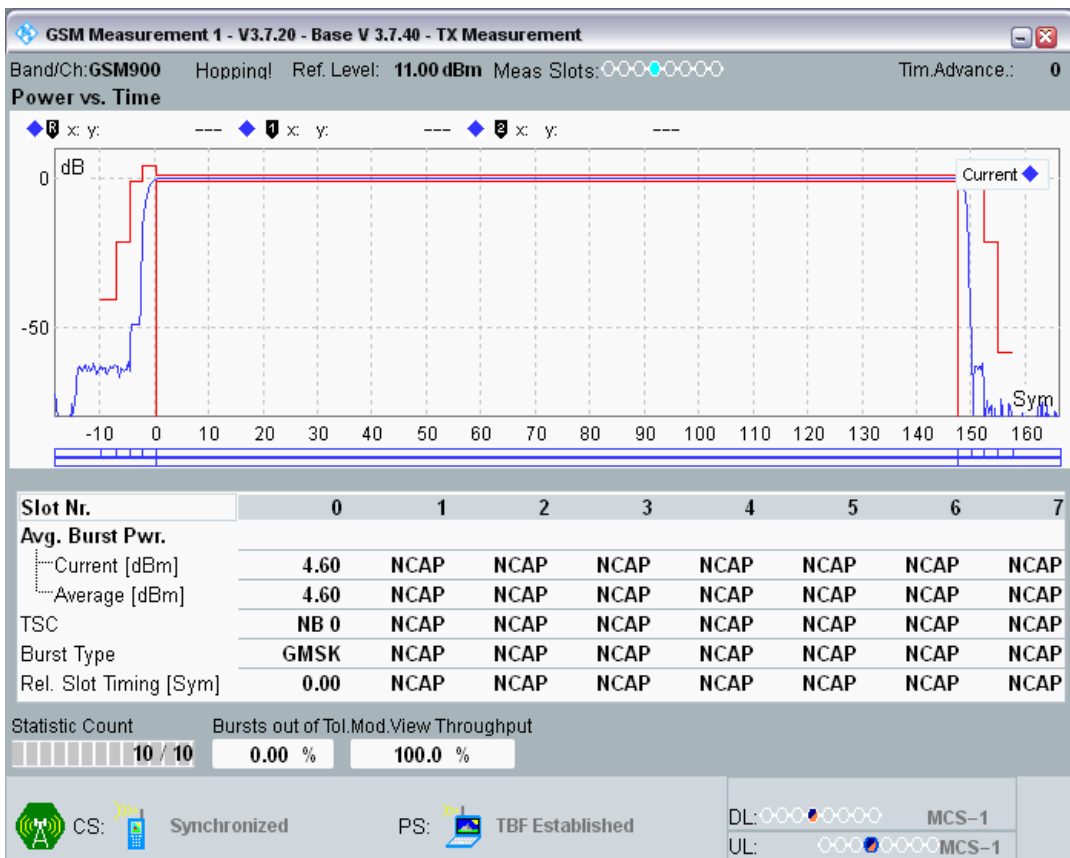 GSM Measurement 1 - V3.7.20 - Base V 3.7.40 - TX Measurement
Band/Ch:GSM900 Hopping! Ref. Level: 11.00 dBm Meas Slots: Tim.Advance.: 0
Power vs. Time
R x: y: --- 1 x: y: --- 2 x: y: ---
dB
Current
0
-50
Sym
-10 0 10 20 30 40 50 60 70 80 90 100 110 120 130 140 150 160
Slot Nr. 0 1 2 3 4 5 6 7
Avg. Burst Pwr.
Current [dBm] 4.60 NCAP NCAP NCAP NCAP NCAP NCAP NCAP
Average [dBm] 4.60 NCAP NCAP NCAP NCAP NCAP NCAP NCAP
TSC NB 0 NCAP NCAP NCAP NCAP NCAP NCAP NCAP
Burst Type GMSK NCAP NCAP NCAP NCAP NCAP NCAP NCAP
Rel. Slot Timing [Sym] 0.00 NCAP NCAP NCAP NCAP NCAP NCAP NCAP
Statistic Count Bursts out of Tol.Mod.View Throughput
10 / 10 0.00 % 100.0 %
CS: Synchronized PS: TBF Established
DL: MCS-1
UL: MCS-1